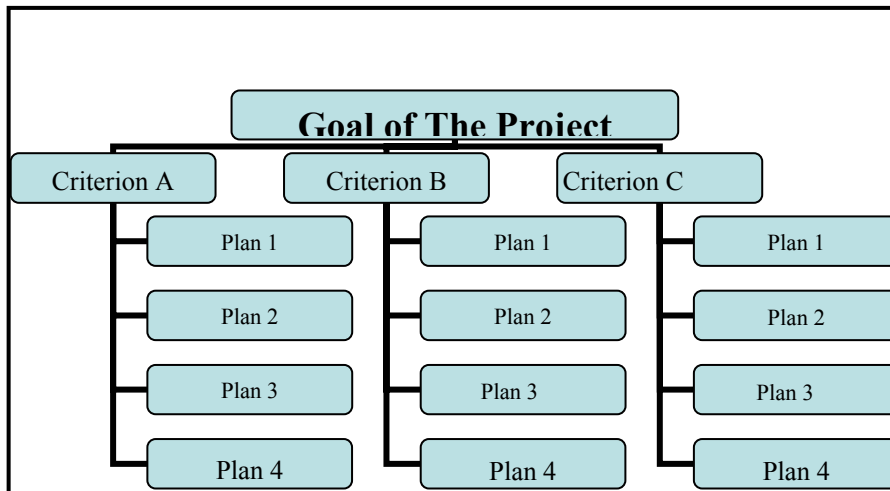 Goal of The Project
Criterion A
Criterion B
Criterion C
Plan 1
Plan 1
Plan 1
Plan 2
Plan 2
Plan 2
Plan 3
Plan 3
Plan 3
Plan 4
Plan 4
Plan 4